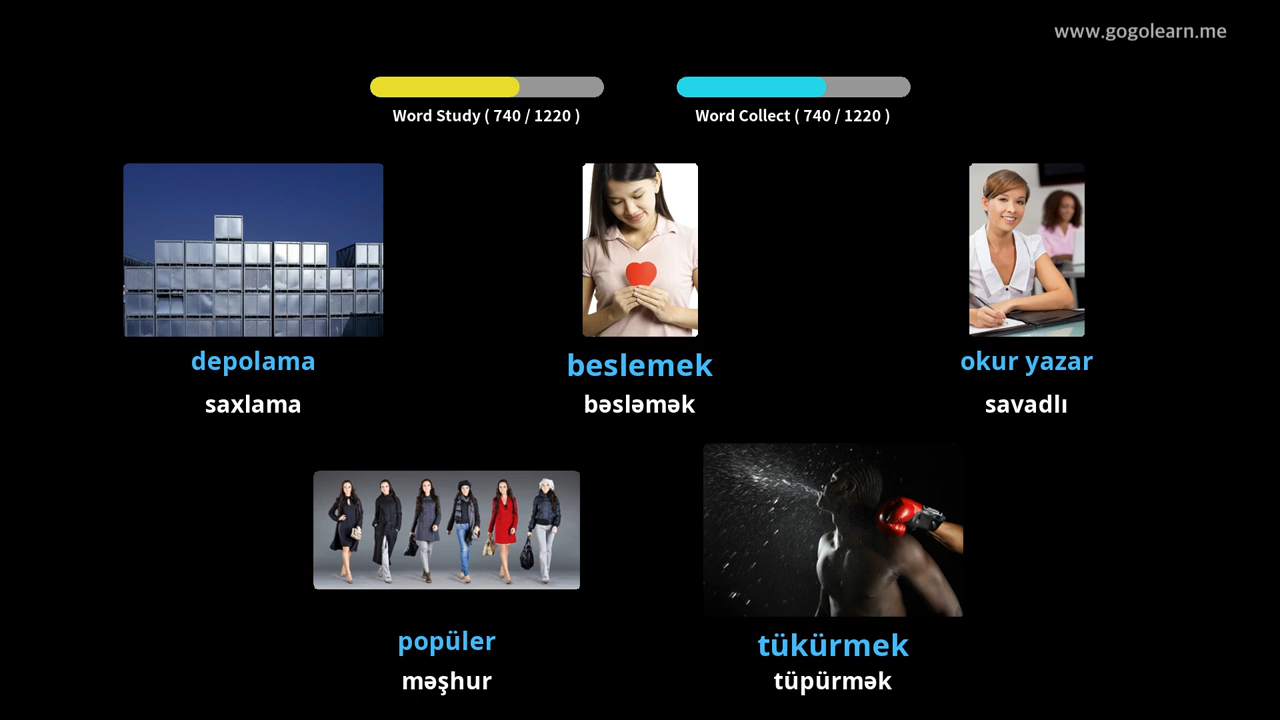 www.gogolearn.me
Word Study ( 740 / 1220 )
Word Collect ( 740 / 1220 )
depolama
beslemek
okur yazar
saxlama
bəsləmək
savadlı
popüler
tükürmek
məşhur
tüpürmək